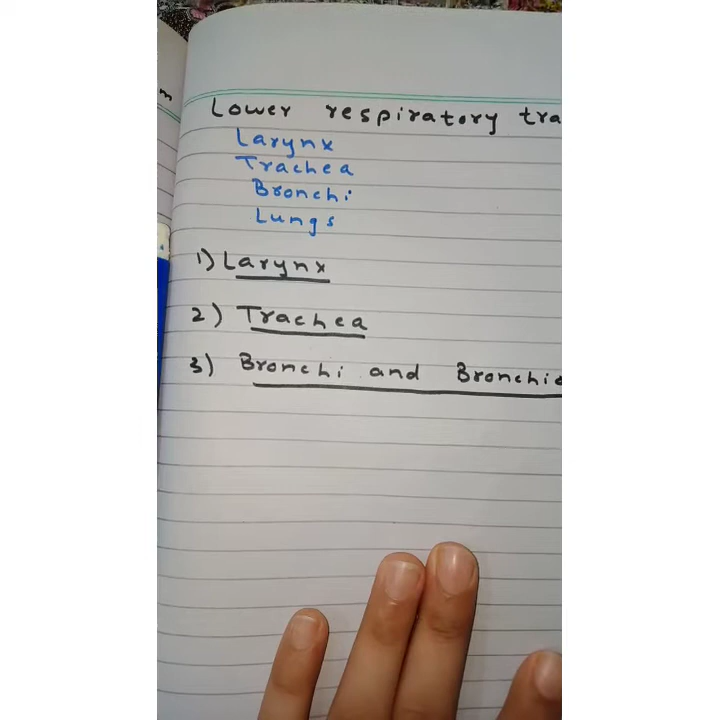 m
Lower respiratory tra
Larynx
Trachea
Bronchi
Lungs
1) Larynx
2) Trachea
3) Bronchi and Bronchio